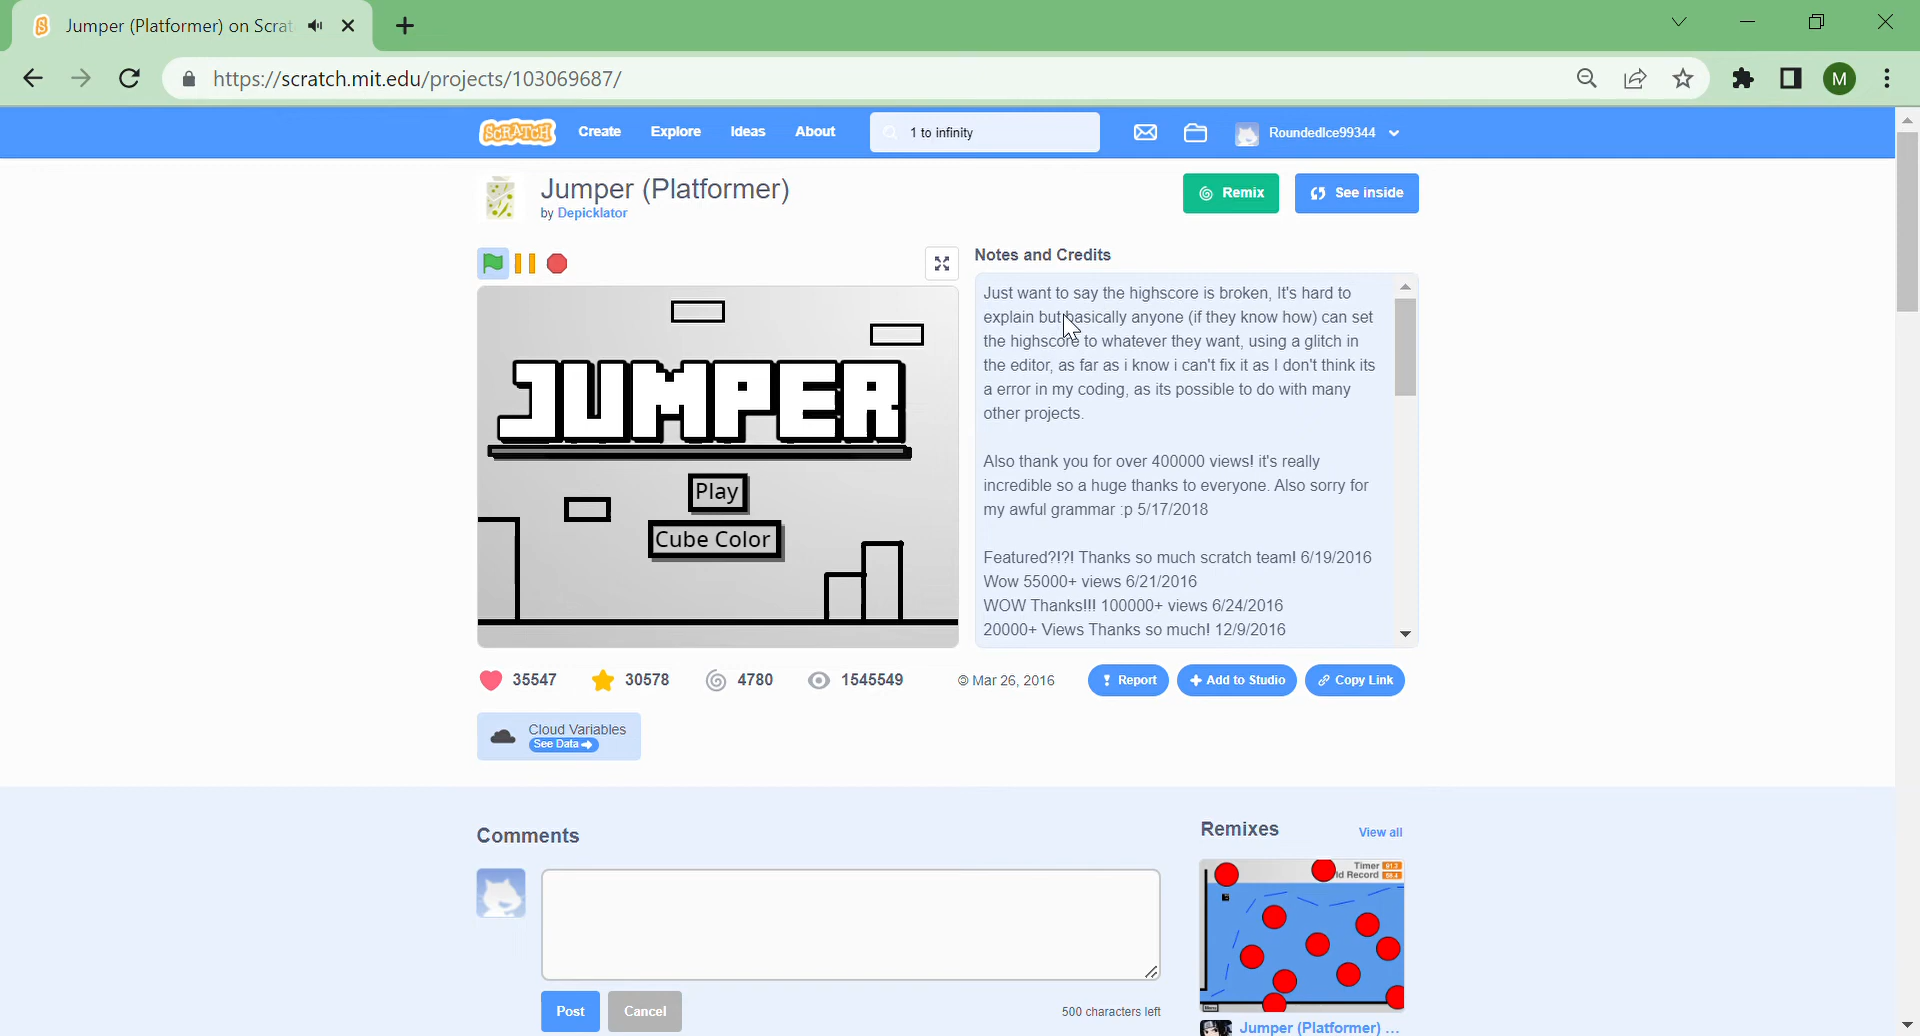 Jumper (Platformer) on Scrat
https://scratch.mit.edu/projects/103069687/
M
SCRATCH
Create
Explore
Ideas
About
1 to infinity
RoundedIce99344
Jumper (Platformer)
by Depicklator
Remix
See inside
JUMPER
Play
Cube Color
Notes and Credits
Just want to say the highscore is broken, It's hard to
explain but basically anyone (if they know how) can set
the highscore to whatever they want, using a glitch in
the editor, as far as i know i can't fix it as I don't think its
a error in my coding, as its possible to do with many
other projects.
Also thank you for over 400000 views! it's really
incredible so a huge thanks to everyone. Also sorry for
my awful grammar :p 5/17/2018
Featured?!?! Thanks so much scratch team! 6/19/2016
Wow 55000+ views 6/21/2016
WOW Thanks!!! 100000+ views 6/24/2016
20000+ Views Thanks so much! 12/9/2016
35547
30578
4780
1545549
© Mar 26, 2016
Report
Add to Studio
Copy Link
Cloud Variables
See Data
Comments
Post
Cancel
500 characters left
Remixes
View all
Timer 91.3
ld Record
Jumper (Platformer) ...